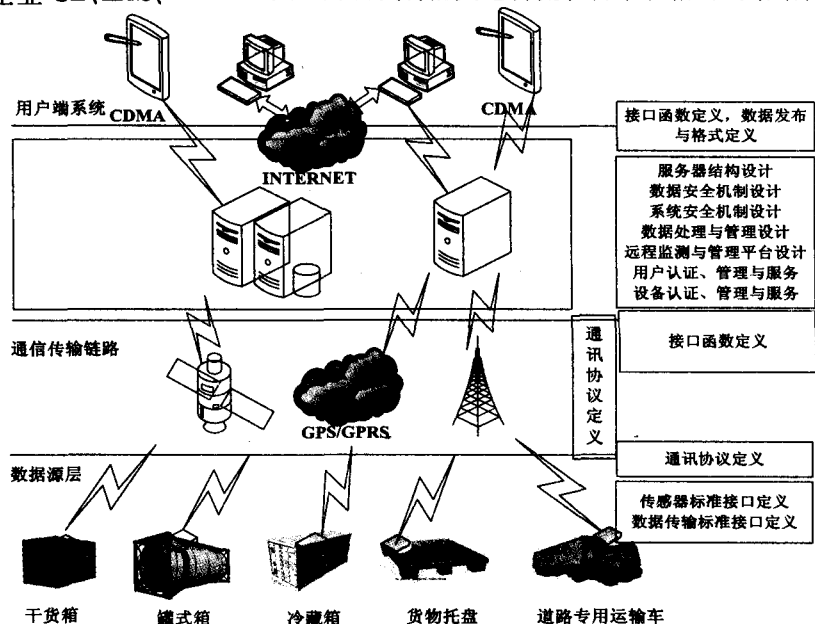 用户端系统
CDMA
CDMA
INTERNET
接口函数定义，数据发布
与格式定义
服务器结构设计
数据安全机制设计
系统安全机制设计
数据处理与管理设计
远程监测与管理平台设计
用户认证、管理与服务
设备认证、管理与服务
通信传输链路
通讯协议定义
接口函数定义
GPS/GPRS
通讯协议定义
数据源层
传感器标准接口定义
数据传输标准接口定义
干货箱
罐式箱
冷藏箱
货物托盘
道路专用运输车